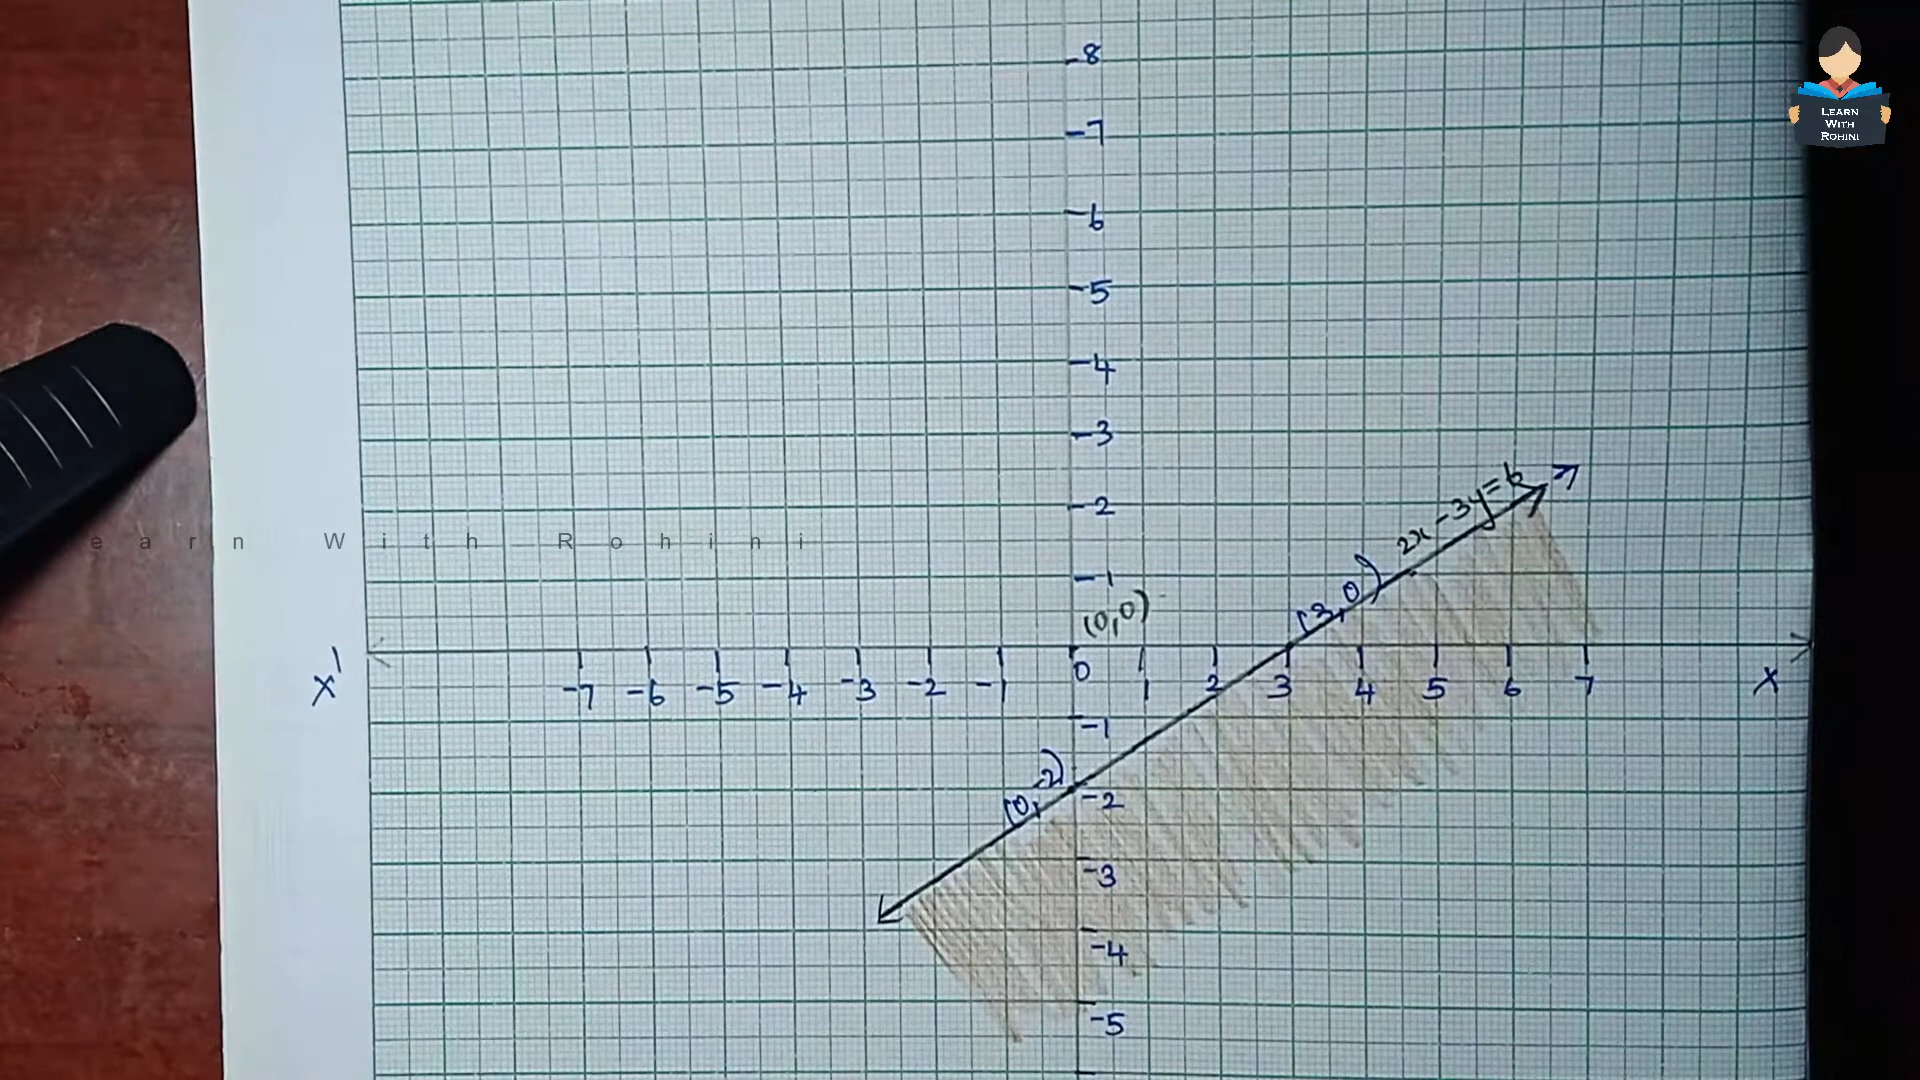 8
7
6
5
4
3
2
1
(0,0)
2x-3y=6
(3,0)
X'
X
-7 -6 -5 -4 -3 -2 -1 0 1 2 3 4 5 6 7
(0,-2)
-1
-2
-3
-4
-5
LEARN
WITH
ROHINI
earn With Rohini